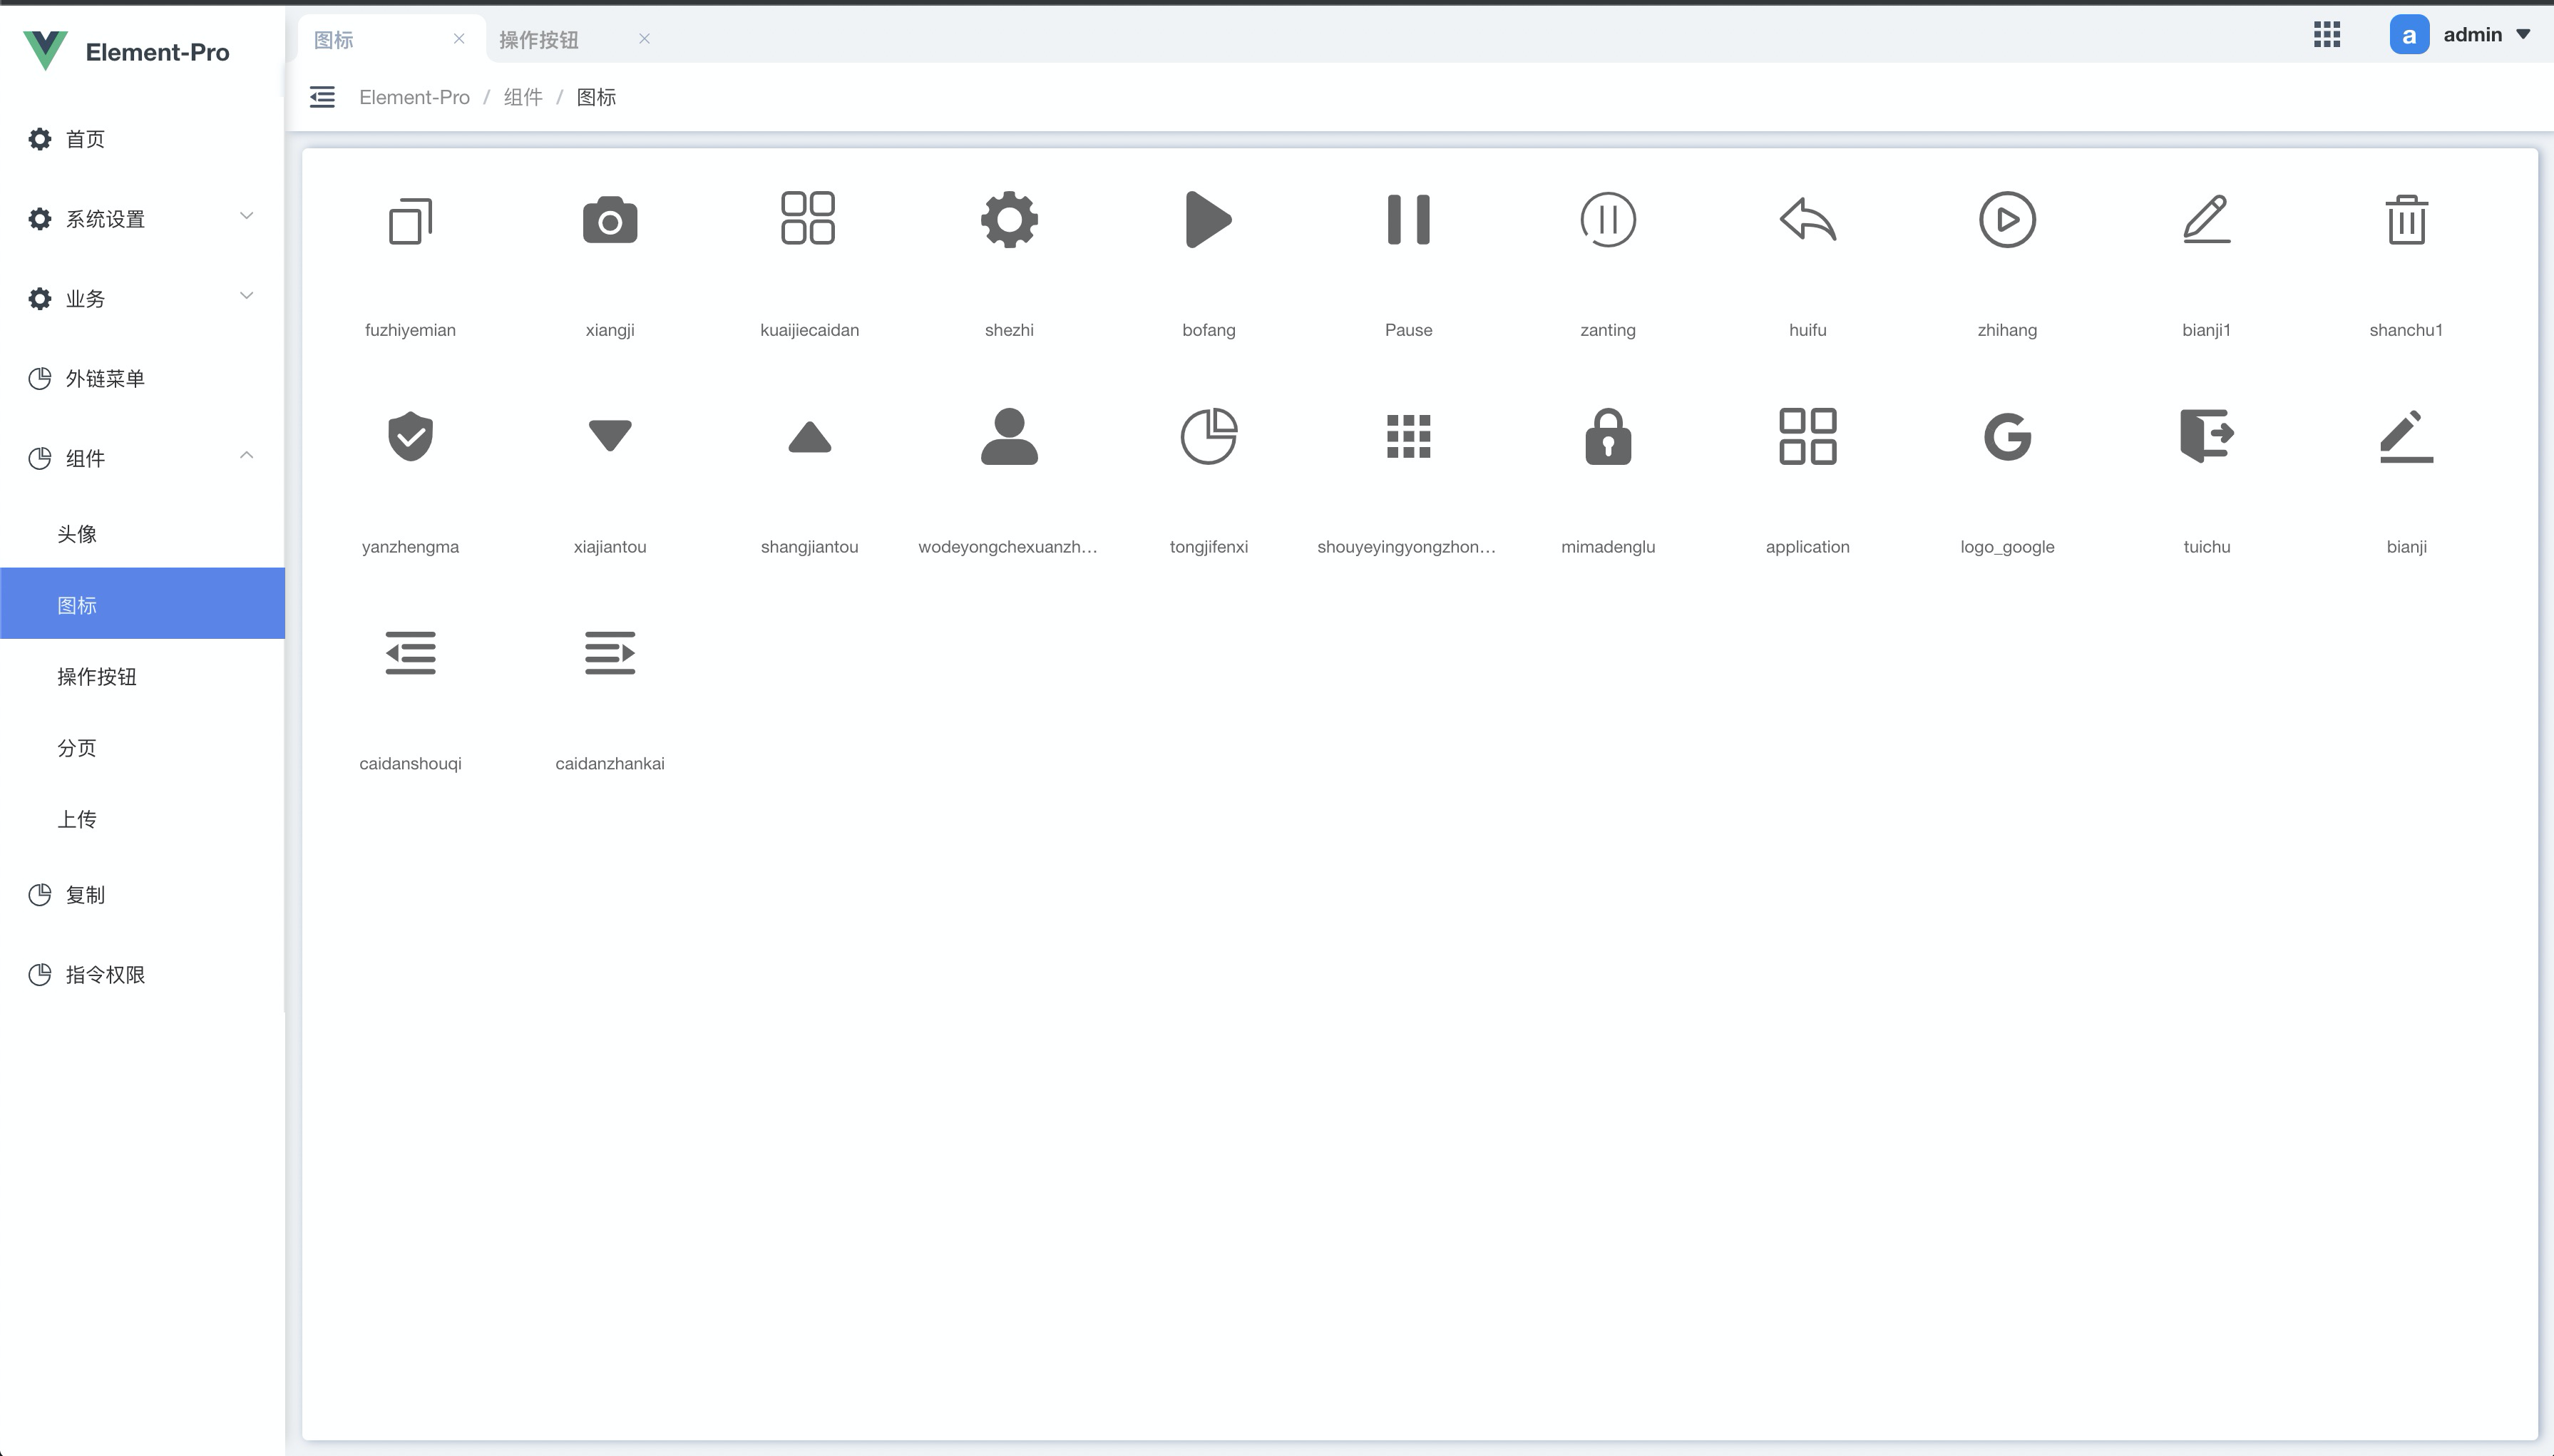 Element-Pro
首页
系统设置
业务
外链菜单
组件
头像
图标
操作按钮
分页
上传
复制
指令权限
图标
操作按钮
a
admin
Element-Pro / 组件 / 图标
fuzhiyemian xiangji kuaijiecaidan shezhi bofang Pause zanting huifu zhihang bianji1 shanchu1
yanzhengma xiajiantou shangjiantou wodeyongchexuanzh... tongjifenxi shouyeyingyongzhon... mimadenglu application logo_google tuichu bianji
caidanshouqi caidanzhankai